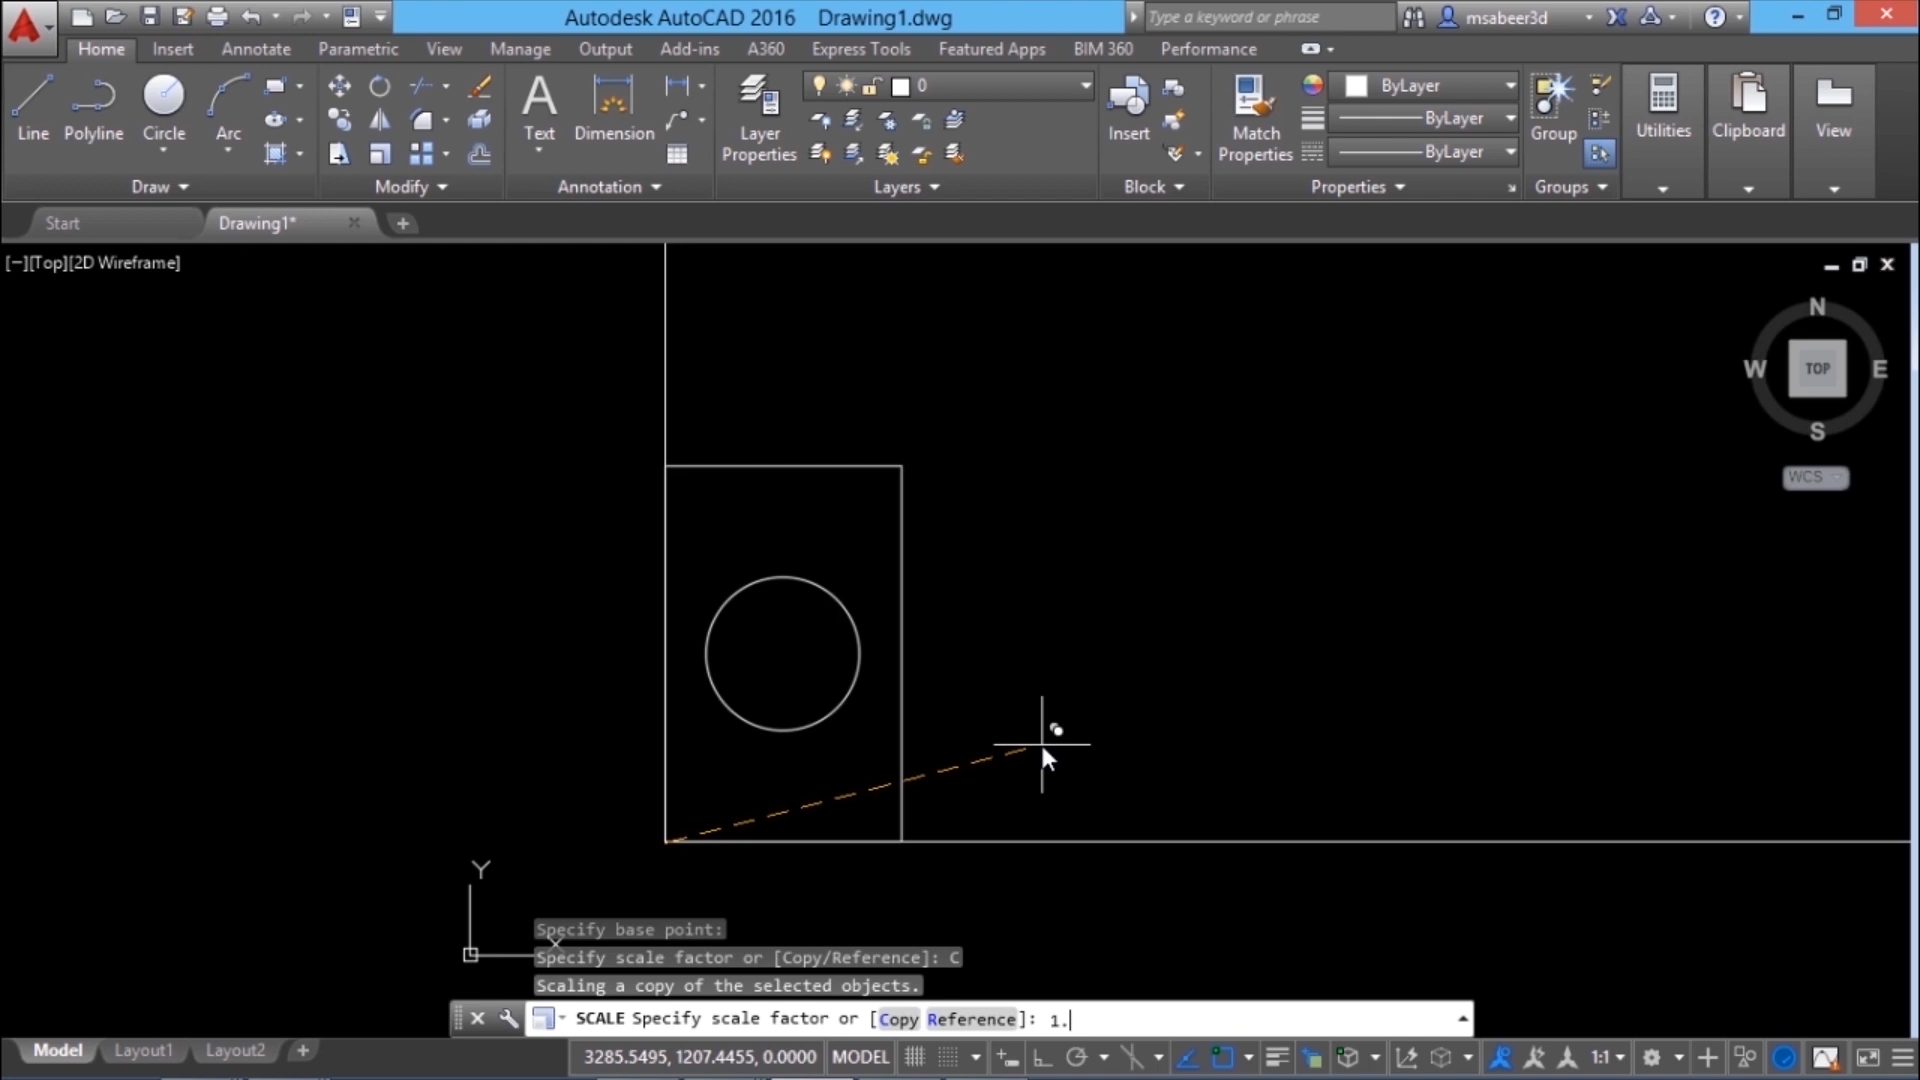 Autodesk AutoCAD 2016 Drawing1.dwg
Type a keyword or phrase
msabeer3d
Home Insert Annotate Parametric View Manage Output Add-ins A360 Express Tools Featured Apps BIM 360 Performance
Line Polyline Circle Arc
Draw
Modify
A
Text Dimension
Annotation
Layer Properties
0
Layers
Insert
Block
Match Properties
ByLayer
ByLayer
ByLayer
Properties
Group
Groups
Utilities
Clipboard
View
Start
Drawing1*
[−][Top][2D Wireframe]
N
W TOP E
S
WCS
Y
X
Specify base point:
Specify scale factor or [Copy/Reference]: C
Scaling a copy of the selected objects.
SCALE Specify scale factor or [Copy Reference]: 1.
Model Layout1 Layout2 +
3285.5495, 1207.4455, 0.0000 MODEL 1:1